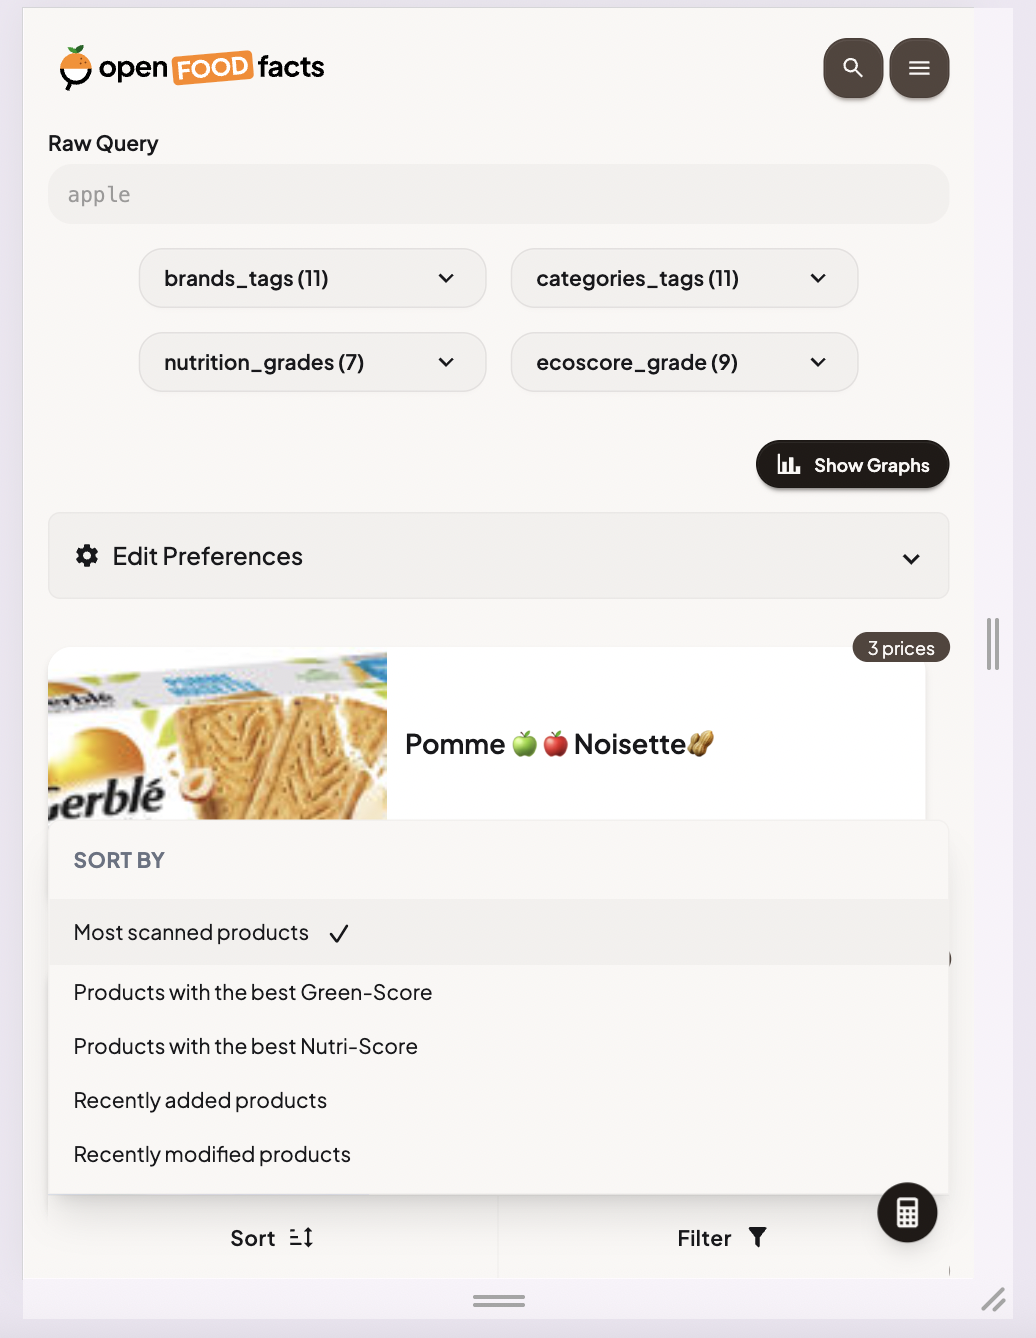 open FOOD facts
Raw Query
apple
brands_tags (11)
categories_tags (11)
nutrition_grades (7)
ecoscore_grade (9)
Show Graphs
Edit Preferences
3 prices
erblé
Gerblé
Pomme 🍏🍎 Noisette🥜
SORT BY
Most scanned products ✓
Products with the best Green-Score
Products with the best Nutri-Score
Recently added products
Recently modified products
Sort
Filter